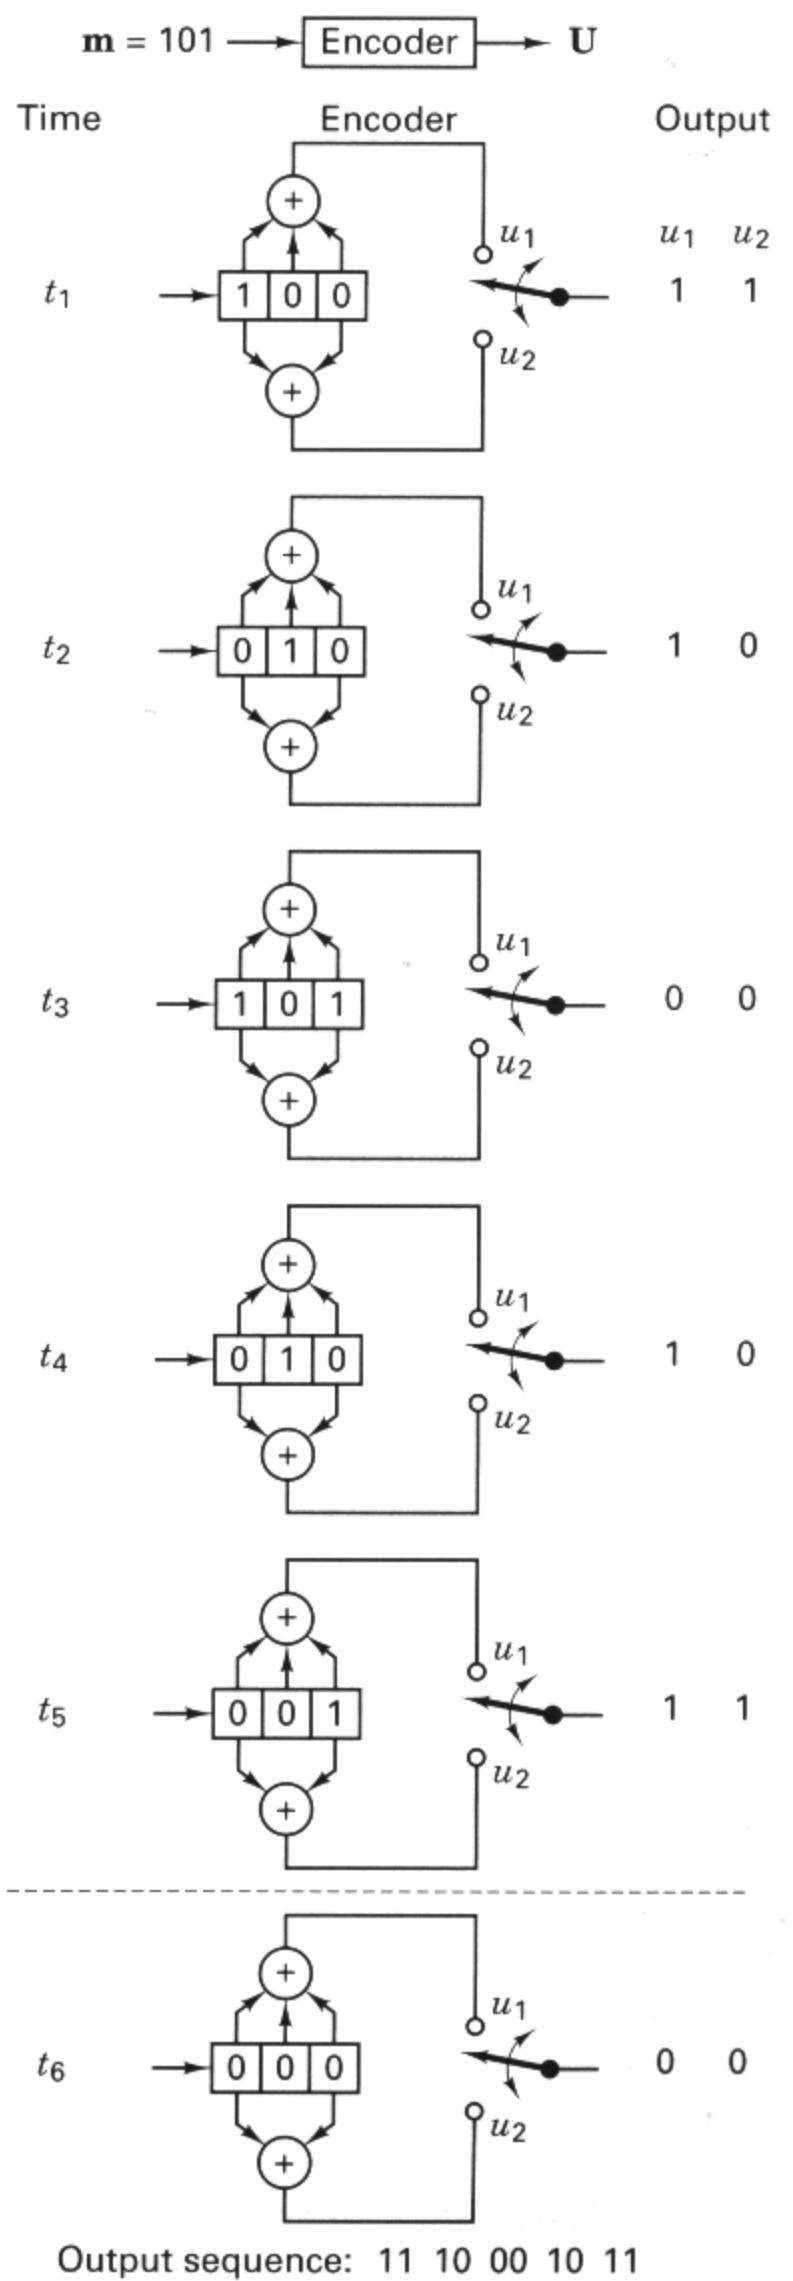 m = 101 Encoder U
Time Encoder Output
+
u1 u1 u2
t1 1 0 0 1 1
u2
+
+
u1
t2 0 1 0 1 0
u2
+
+
u1
t3 1 0 1 0 0
u2
+
+
u1
t4 0 1 0 1 0
u2
+
+
u1
t5 0 0 1 1 1
u2
+
+
u1
t6 0 0 0 0 0
u2
+
Output sequence: 11 10 00 10 11